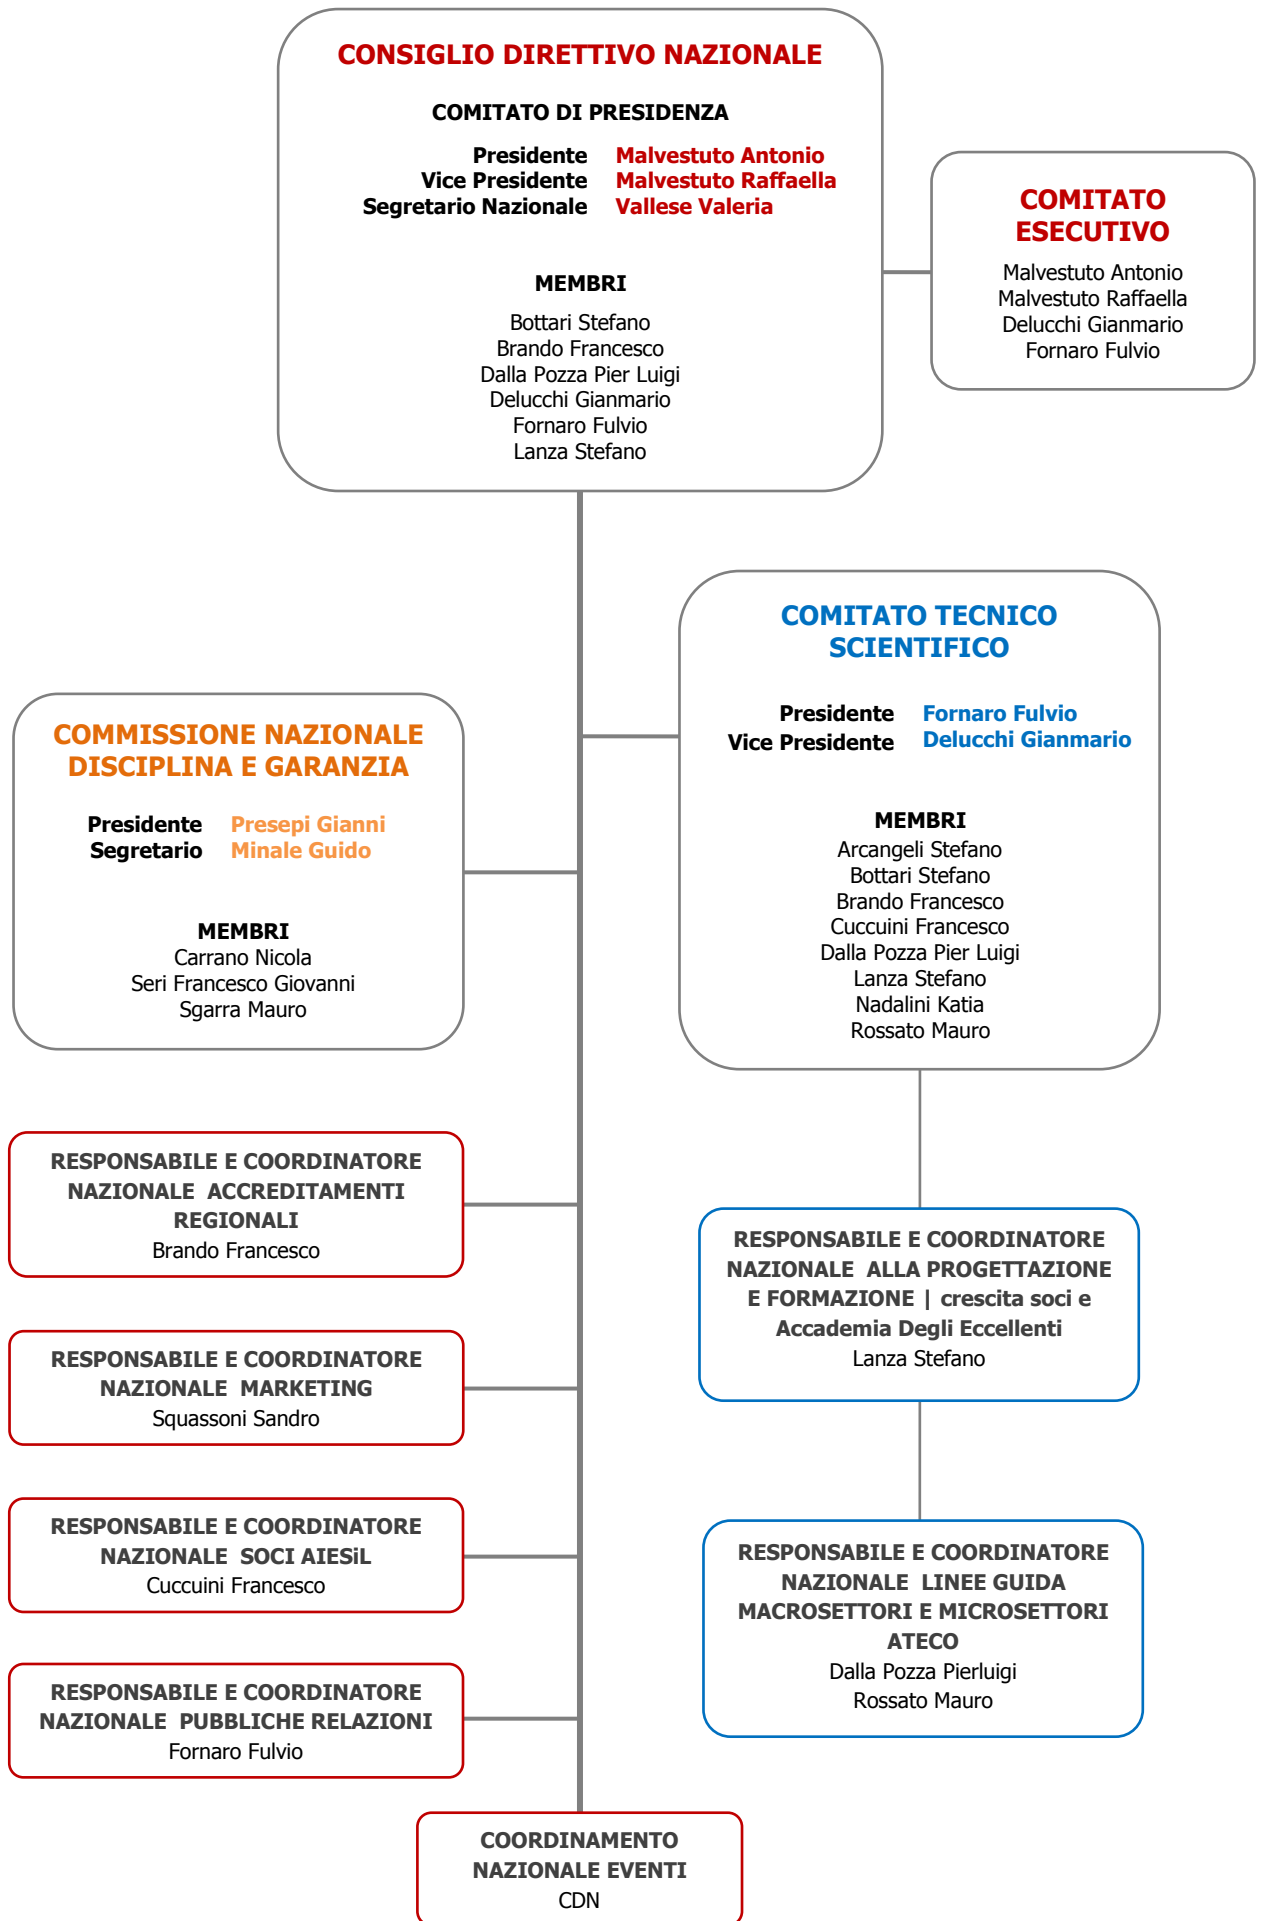 CONSIGLIO DIRETTIVO NAZIONALE
COMITATO DI PRESIDENZA
Presidente Malvestuto Antonio
Vice Presidente Malvestuto Raffaella
Segretario Nazionale Vallese Valeria
MEMBRI
Bottari Stefano
Brando Francesco
Dalla Pozza Pier Luigi
Delucchi Gianmario
Fornaro Fulvio
Lanza Stefano
COMITATO
ESECUTIVO
Malvestuto Antonio
Malvestuto Raffaella
Delucchi Gianmario
Fornaro Fulvio
COMITATO TECNICO
SCIENTIFICO
Presidente Fornaro Fulvio
Vice Presidente Delucchi Gianmario
MEMBRI
Arcangeli Stefano
Bottari Stefano
Brando Francesco
Cuccuini Francesco
Dalla Pozza Pier Luigi
Lanza Stefano
Nadalini Katia
Rossato Mauro
COMMISSIONE NAZIONALE
DISCIPLINA E GARANZIA
Presidente Presepi Gianni
Segretario Minale Guido
MEMBRI
Carrano Nicola
Seri Francesco Giovanni
Sgarra Mauro
RESPONSABILE E COORDINATORE
NAZIONALE ACCREDITAMENTI
REGIONALI
Brando Francesco
RESPONSABILE E COORDINATORE
NAZIONALE ALLA PROGETTAZIONE
E FORMAZIONE | crescita soci e
Accademia Degli Eccellenti
Lanza Stefano
RESPONSABILE E COORDINATORE
NAZIONALE MARKETING
Squassoni Sandro
RESPONSABILE E COORDINATORE
NAZIONALE SOCI AIESiL
Cuccuini Francesco
RESPONSABILE E COORDINATORE
NAZIONALE LINEE GUIDA
MACROSETTORI E MICROSETTORI
ATECO
Dalla Pozza Pierluigi
Rossato Mauro
RESPONSABILE E COORDINATORE
NAZIONALE PUBBLICHE RELAZIONI
Fornaro Fulvio
COORDINAMENTO
NAZIONALE EVENTI
CDN